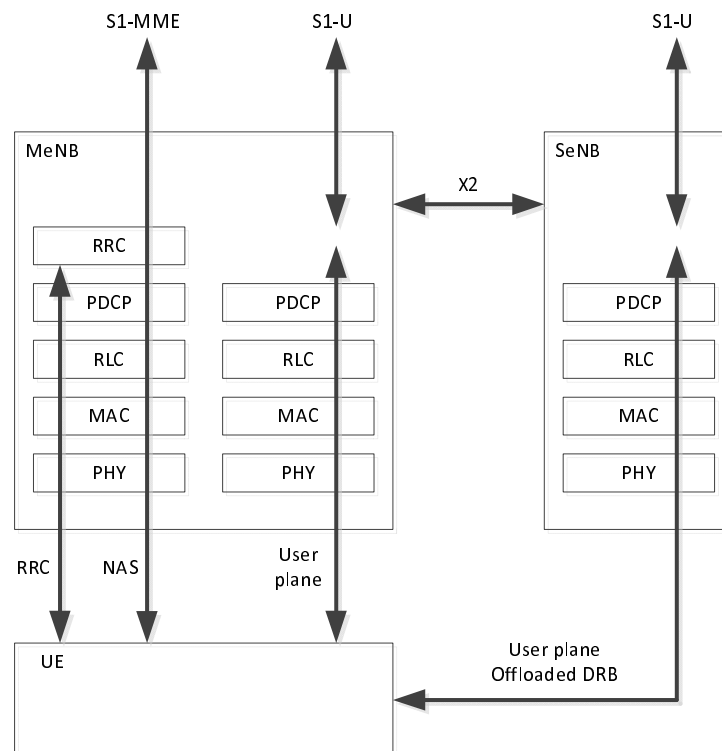 S1-MME
S1-U
S1-U
MeNB
SeNB
X2
RRC
PDCP
PDCP
PDCP
RLC
RLC
RLC
MAC
MAC
MAC
PHY
PHY
PHY
RRC
NAS
User
plane
UE
User plane
Offloaded DRB